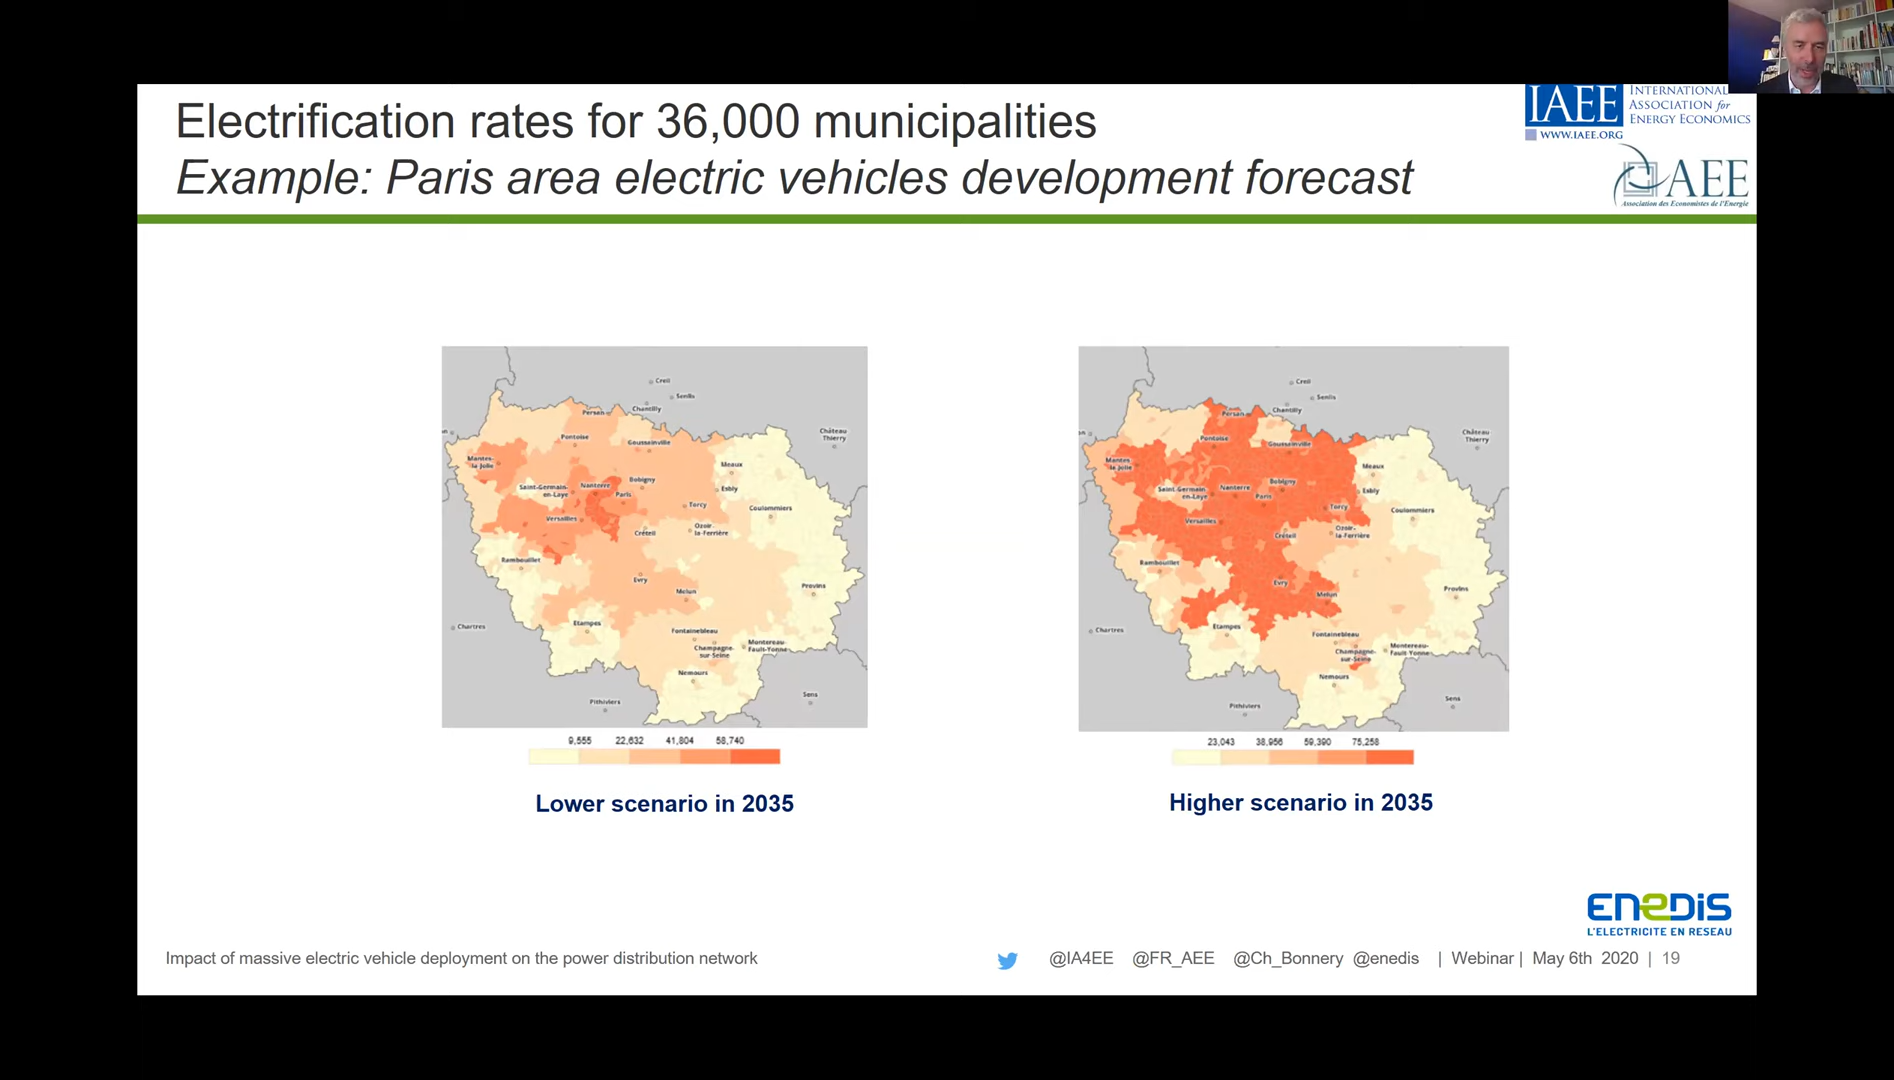 Electrification rates for 36,000 municipalities
Example: Paris area electric vehicles development forecast
IAEE
INTERNATIONAL
ASSOCIATION for
ENERGY ECONOMICS
WWW.IAEE.ORG
AEE
Association des Economistes de l'Energie
Creil
Senlis
Chantilly
Persan
Pontoise
Goussainville
Château
Thierry
Mantes-
la-Jolie
Meaux
Saint-Germain-
en-Laye
Nanterre
Bobigny
Esbly
Paris
Torcy
Coulommiers
Versailles
Créteil
Ozoir-
la-Ferrière
Rambouillet
Evry
Melun
Provins
Etampes
Chartres
Fontainebleau
Champagne-
sur-Seine
Montereau-
Fault-Yonne
Nemours
Pithiviers
Sens
9,555 22,632 41,804 58,740
Lower scenario in 2035
Creil
Senlis
Chantilly
Persan
Pontoise
Goussainville
Château
Thierry
Mantes
la-Jolie
Meaux
Saint-Germain
en-Laye
Nanterre
Bobigny
Esbly
Paris
Torcy
Coulommiers
Versailles
Créteil
Ozoir-
la-Ferrière
Rambouillet
Evry
Melun
Provins
Etampes
Chartres
Fontainebleau
Champagne-
sur-Seine
Montereau-
Fault-Yonne
Nemours
Pithiviers
Sens
23,043 38,956 59,390 75,258
Higher scenario in 2035
ENEDIS
L'ELECTRICITE EN RESEAU
Impact of massive electric vehicle deployment on the power distribution network
@IA4EE @FR_AEE @Ch_Bonnery @enedis | Webinar | May 6th 2020 | 19